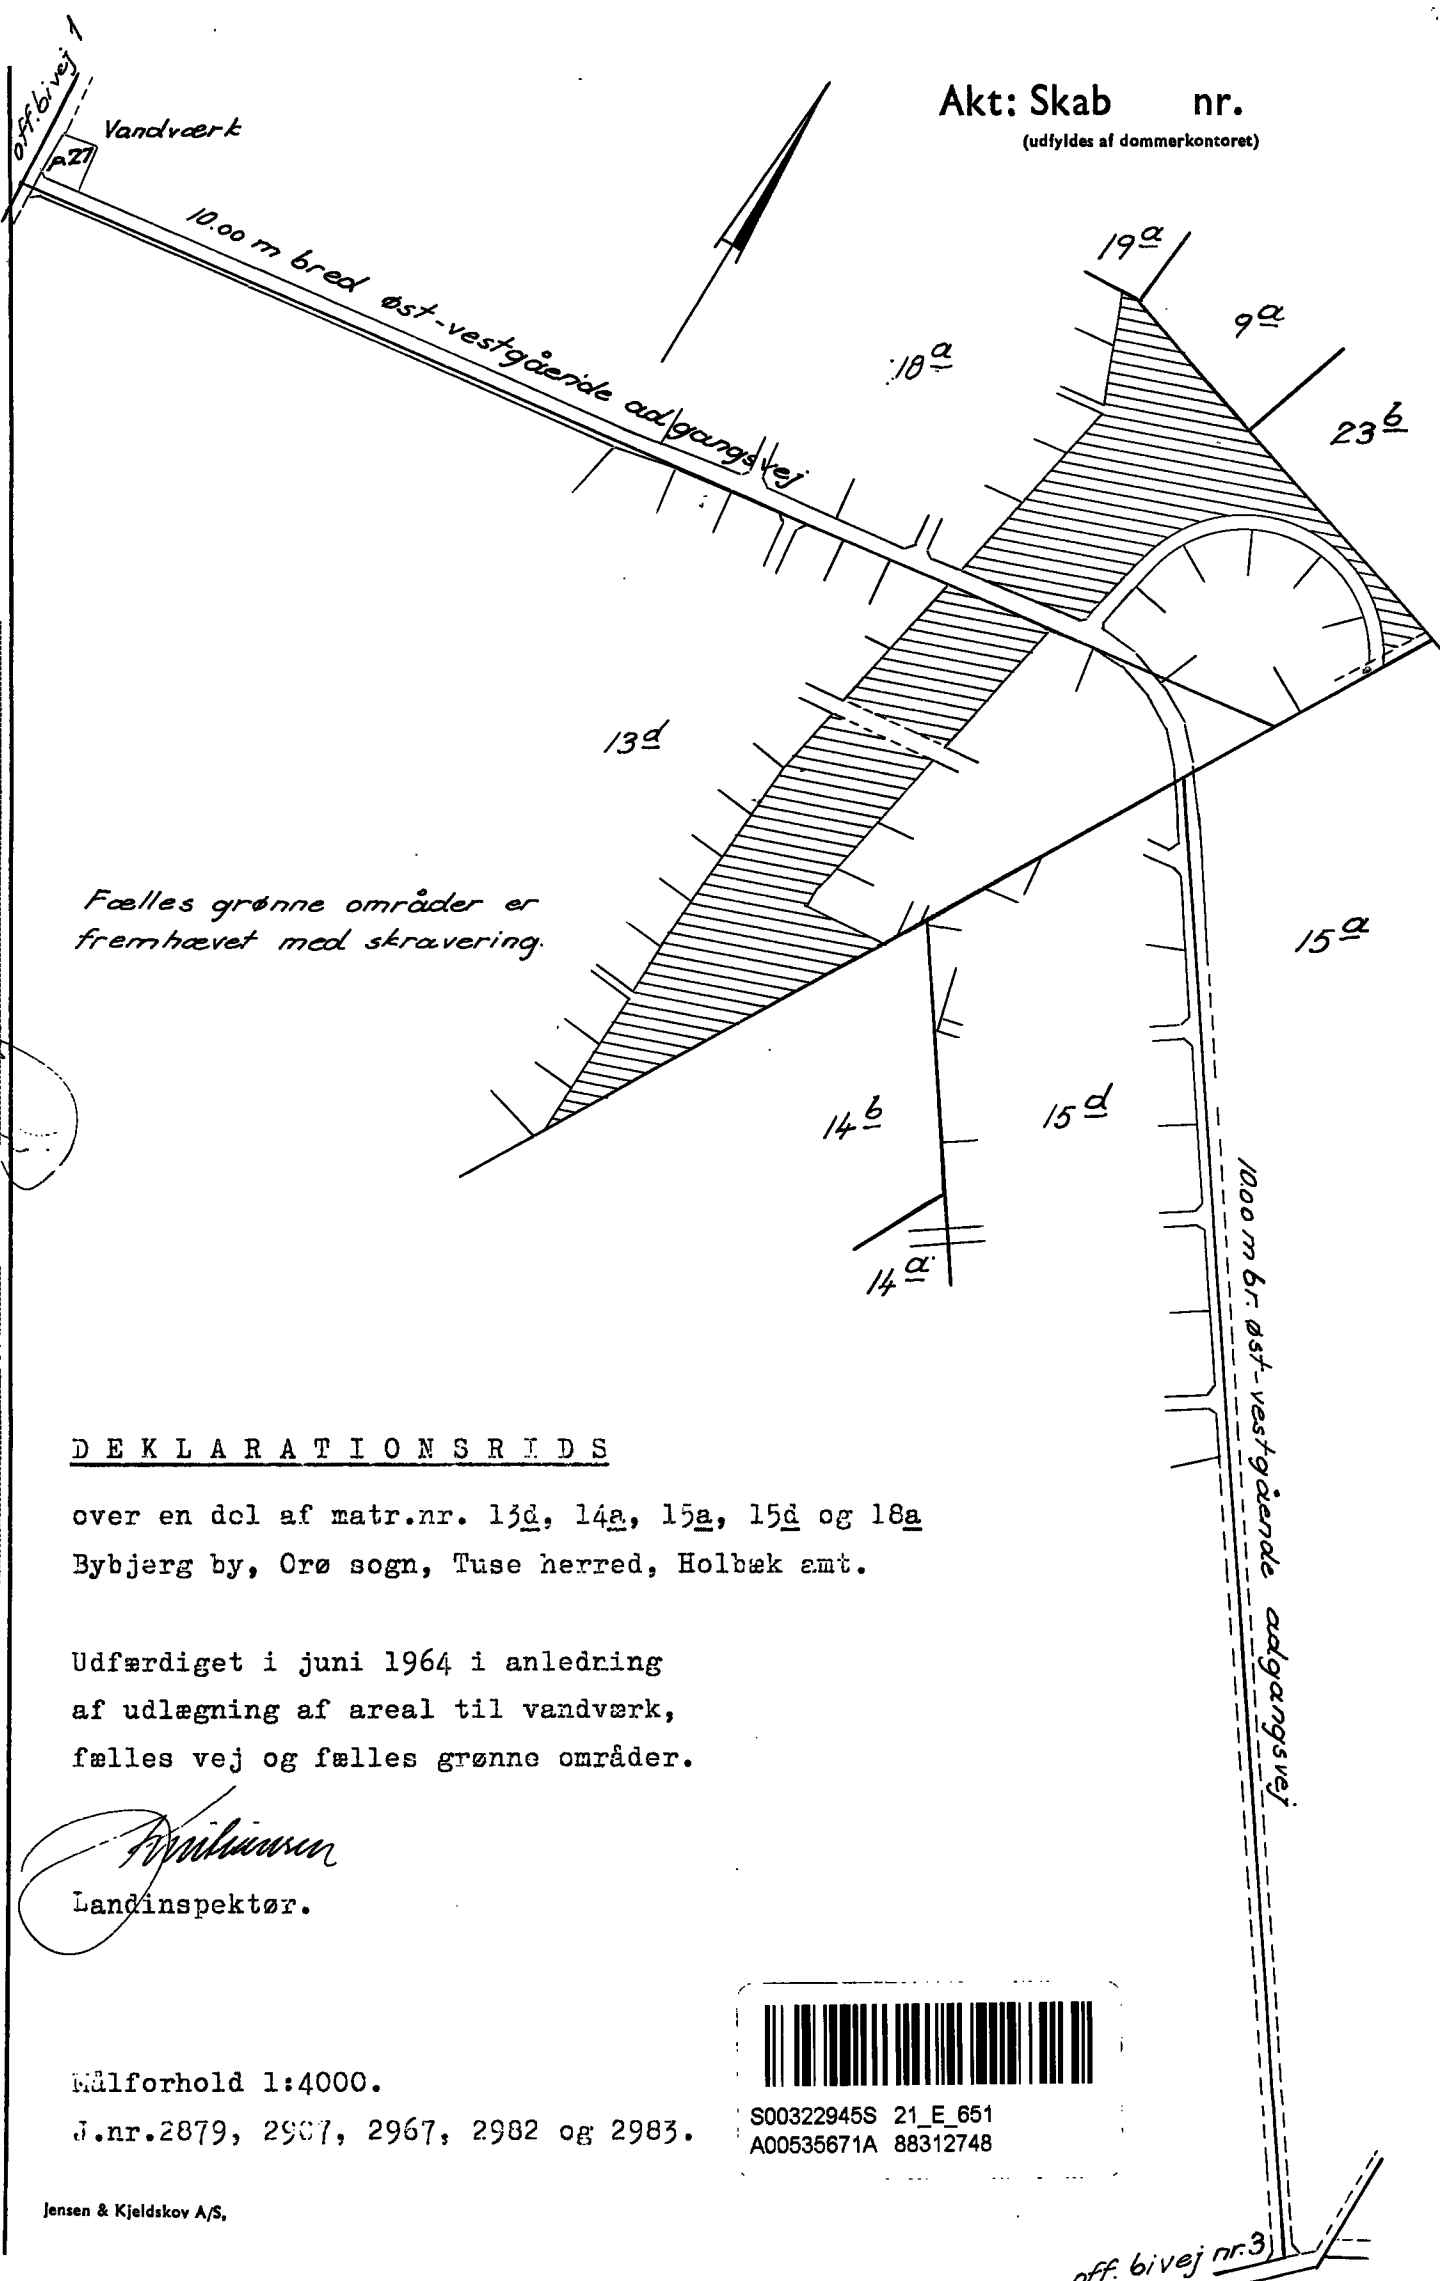 Akt: Skab nr.
(udfyldes af dommerkontoret)
off. bivej 1
Vandværk
p.27
10.00 m bred øst-vestgående adgangsvej
19a
9a
18a
23b
13d
Fælles grønne områder er
fremhævet med skravering.
15a
14b
15d
14a
10.00 m br. øst-vestgående adgangsvej
DEKLARATIONSRIDS
over en del af matr.nr. 13d, 14a, 15a, 15d og 18a
Bybjerg by, Orø sogn, Tuse herred, Holbæk amt.
Udfærdiget i juni 1964 i anledning
af udlægning af areal til vandværk,
fælles vej og fælles grønne områder.
Landinspektør.
Målforhold 1:4000.
J.nr.2879, 2967, 2982 og 2983.
S00322945S 21_E_651
A00535671A 88312748
Jensen & Kjeldskov A/S,
off. bivej nr.3